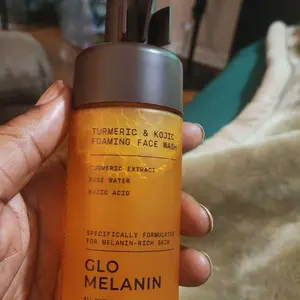 TURMERIC & KOJIC
FOAMING FACE WASH
TURMERIC EXTRACT
ROSE WATER
KOJIC ACID
SPECIFICALLY FORMULATED
FOR MELANIN-RICH SKIN
GLO
MELANIN